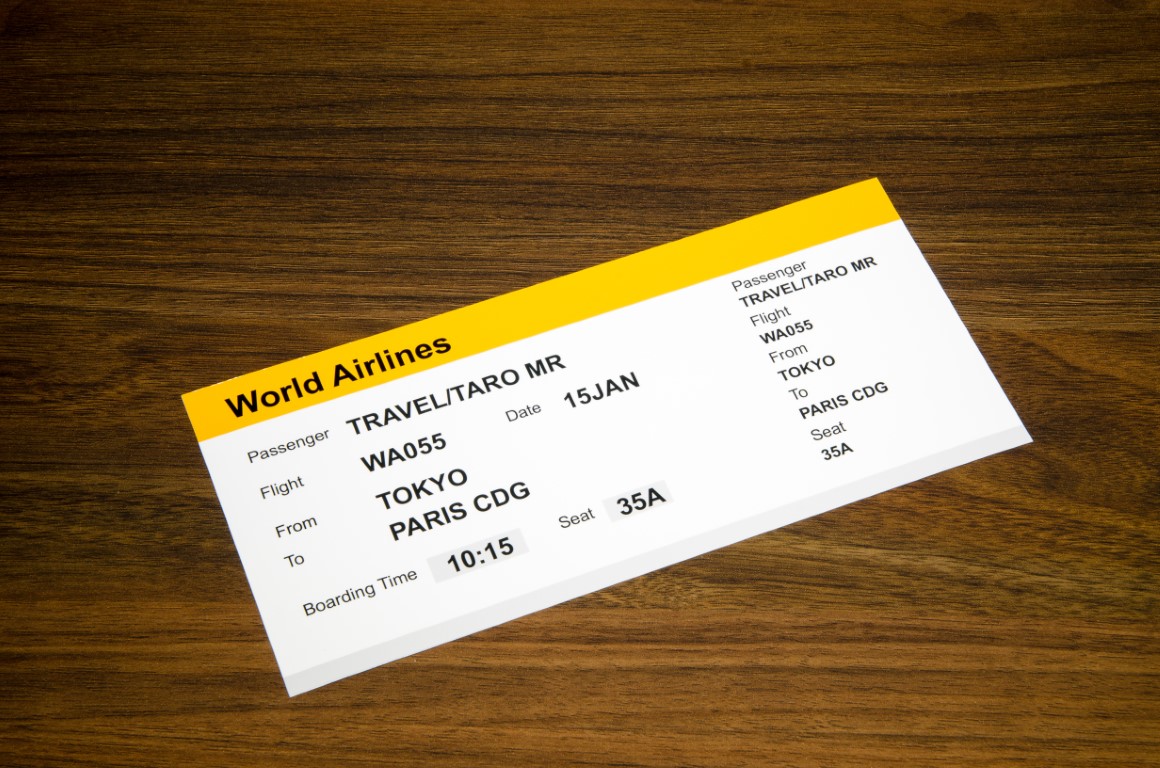 World Airlines
Passenger TRAVEL/TARO MR
Flight WA055 Date 15JAN
From TOKYO
To PARIS CDG
Boarding Time 10:15 Seat 35A
Passenger
TRAVEL/TARO MR
Flight
WA055
From
TOKYO
To
PARIS CDG
Seat
35A